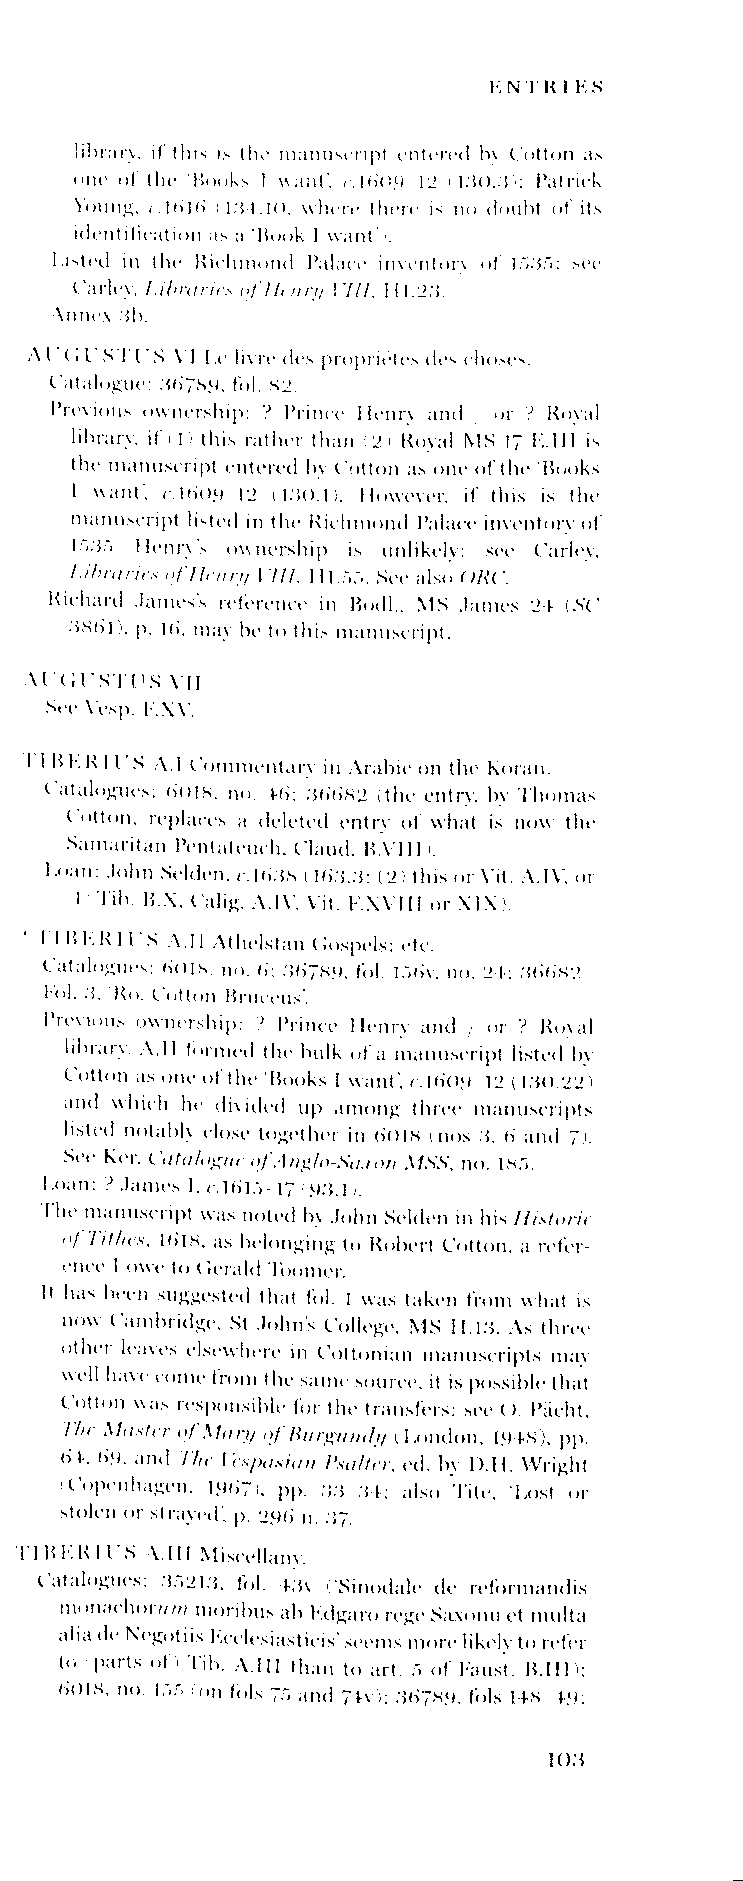 ENTRIES
library, if this is the manuscript entered by Cotton as
one of the 'Books I want', c.1609–12 (130.3); Patrick
Young, c.1616 (134.10, where there is no doubt of its
identification as a 'Book I want').
Listed in the Richmond Palace inventory of 1535: see
Carley, Libraries of Henry VIII, H1.23.
Annex 3b.
AUGUSTUS VI Le livre des propriétes des choses.
Catalogue: 36789, fol. 82.
Previous ownership: ? Prince Henry and / or ? Royal
library, if (1) this rather than (2) Royal MS 17 E.III is
the manuscript entered by Cotton as one of the 'Books
I want', c.1609–12 (130.1). However, if this is the
manuscript listed in the Richmond Palace inventory of
1535 Henry's ownership is unlikely: see Carley,
Libraries of Henry VIII, H1.55. See also ORC.
Richard James's reference in Bodl., MS James 24 (SC
3861), p. 16, may be to this manuscript.
AUGUSTUS VII
See Vesp. F.XV.
TIBERIUS A.I Commentary in Arabic on the Koran.
Catalogues: 6018, no. 46; 36682 (the entry, by Thomas
Cotton, replaces a deleted entry of what is now the
Samaritan Pentateuch, Claud. B.VIII).
Loan: John Selden, c.1638 (163.3: (2) this or Vit. A.IV, or
Tib. B.X, Calig. A.IV, Vit. F.XVIII or XIX).
TIBERIUS A.II Athelstan Gospels; etc.
Catalogues: 6018, no. 6; 36789, fol. 156v, no. 24; 36682.
Fol. 3, 'Ro. Cotton Bruceus'.
Previous ownership: ? Prince Henry and / or ? Royal
library. A.II formed the bulk of a manuscript listed by
Cotton as one of the 'Books I want', c.1609–12 (130.22)
and which he divided up among three manuscripts
listed notably close together in 6018 (nos 3, 6 and 7).
See Ker, Catalogue of Anglo-Saxon MSS, no. 185.
Loan: ? James I, c.1615–17 (93.1).
The manuscript was noted by John Selden in his Historie
of Tithes, 1618, as belonging to Robert Cotton, a refer-
ence I owe to Gerald Toomer.
It has been suggested that fol. 1 was taken from what is
now Cambridge, St John's College, MS H.13. As three
other leaves elsewhere in Cottonian manuscripts may
well have come from the same source, it is possible that
Cotton was responsible for the transfers: see O. Pächt,
The Master of Mary of Burgundy (London, 1948), pp.
64, 69, and The Vespasian Psalter, ed. by D.H. Wright
(Copenhagen, 1967), pp. 33–34; also Tite, 'Lost or
stolen or strayed', p. 296 n. 37.
TIBERIUS A.III Miscellany.
Catalogues: 35213, fol. 43v ('Sinodale de reformandis
monachorum moribus ab Edgaro rege Saxonu et multa
alia de Negotiis Ecclesiasticis' seems more likely to refer
to (parts of) Tib. A.III than to art. 5 of Faust. B.III);
6018, no. 155 (on fols 75 and 74v); 36789, fols 148–49;
103